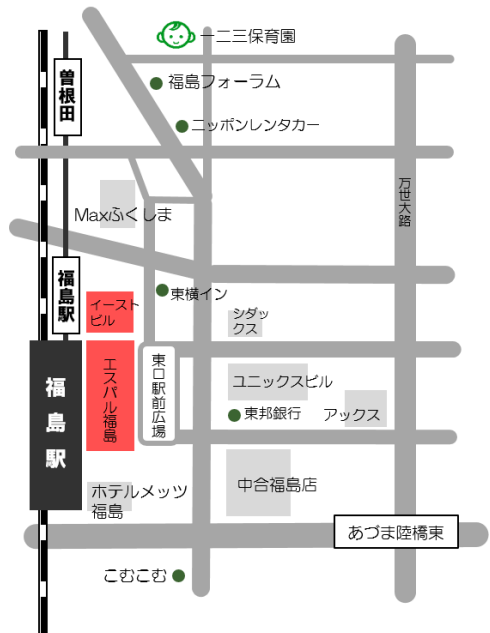 一二三保育園
福島フォーラム
ニッポンレンタカー
曽根田
万世大路
Maxふくしま
福島駅
イースト
ビル
東横イン
シダッ
クス
エスパル福島
東口駅前広場
福島駅
ユニックスビル
東邦銀行
アックス
ホテルメッツ
福島
中合福島店
あづま陸橋東
こむこむ